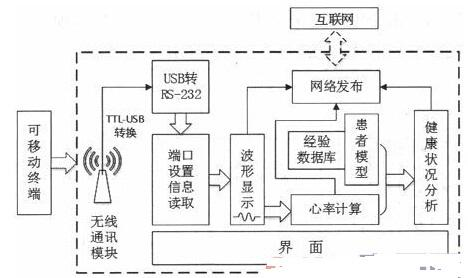 互联网
USB转
RS-232
网络发布
TTL-USB
转换
可
移
动
终
端
无线
通讯
模块
端口
设置
信息
读取
波
形
显
示
经验
数据库
患
者
模
型
心率计算
健
康
状
况
分
析
界 面